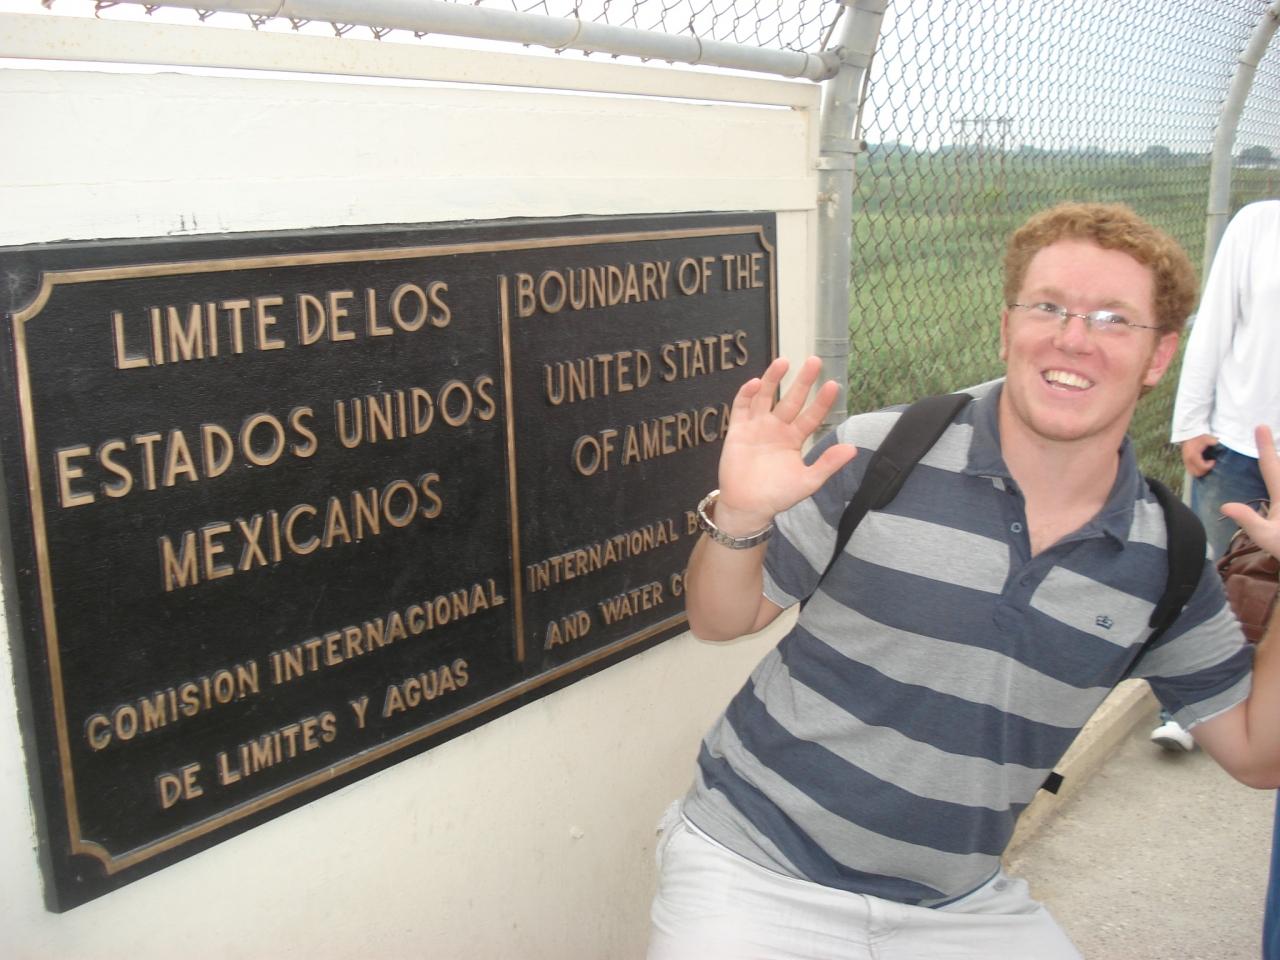 LIMITE DE LOS
ESTADOS UNIDOS
MEXICANOS
COMISION INTERNACIONAL
DE LIMITES Y AGUAS
BOUNDARY OF THE
UNITED STATES
OF AMERICA
INTERNATIONAL
AND WATER